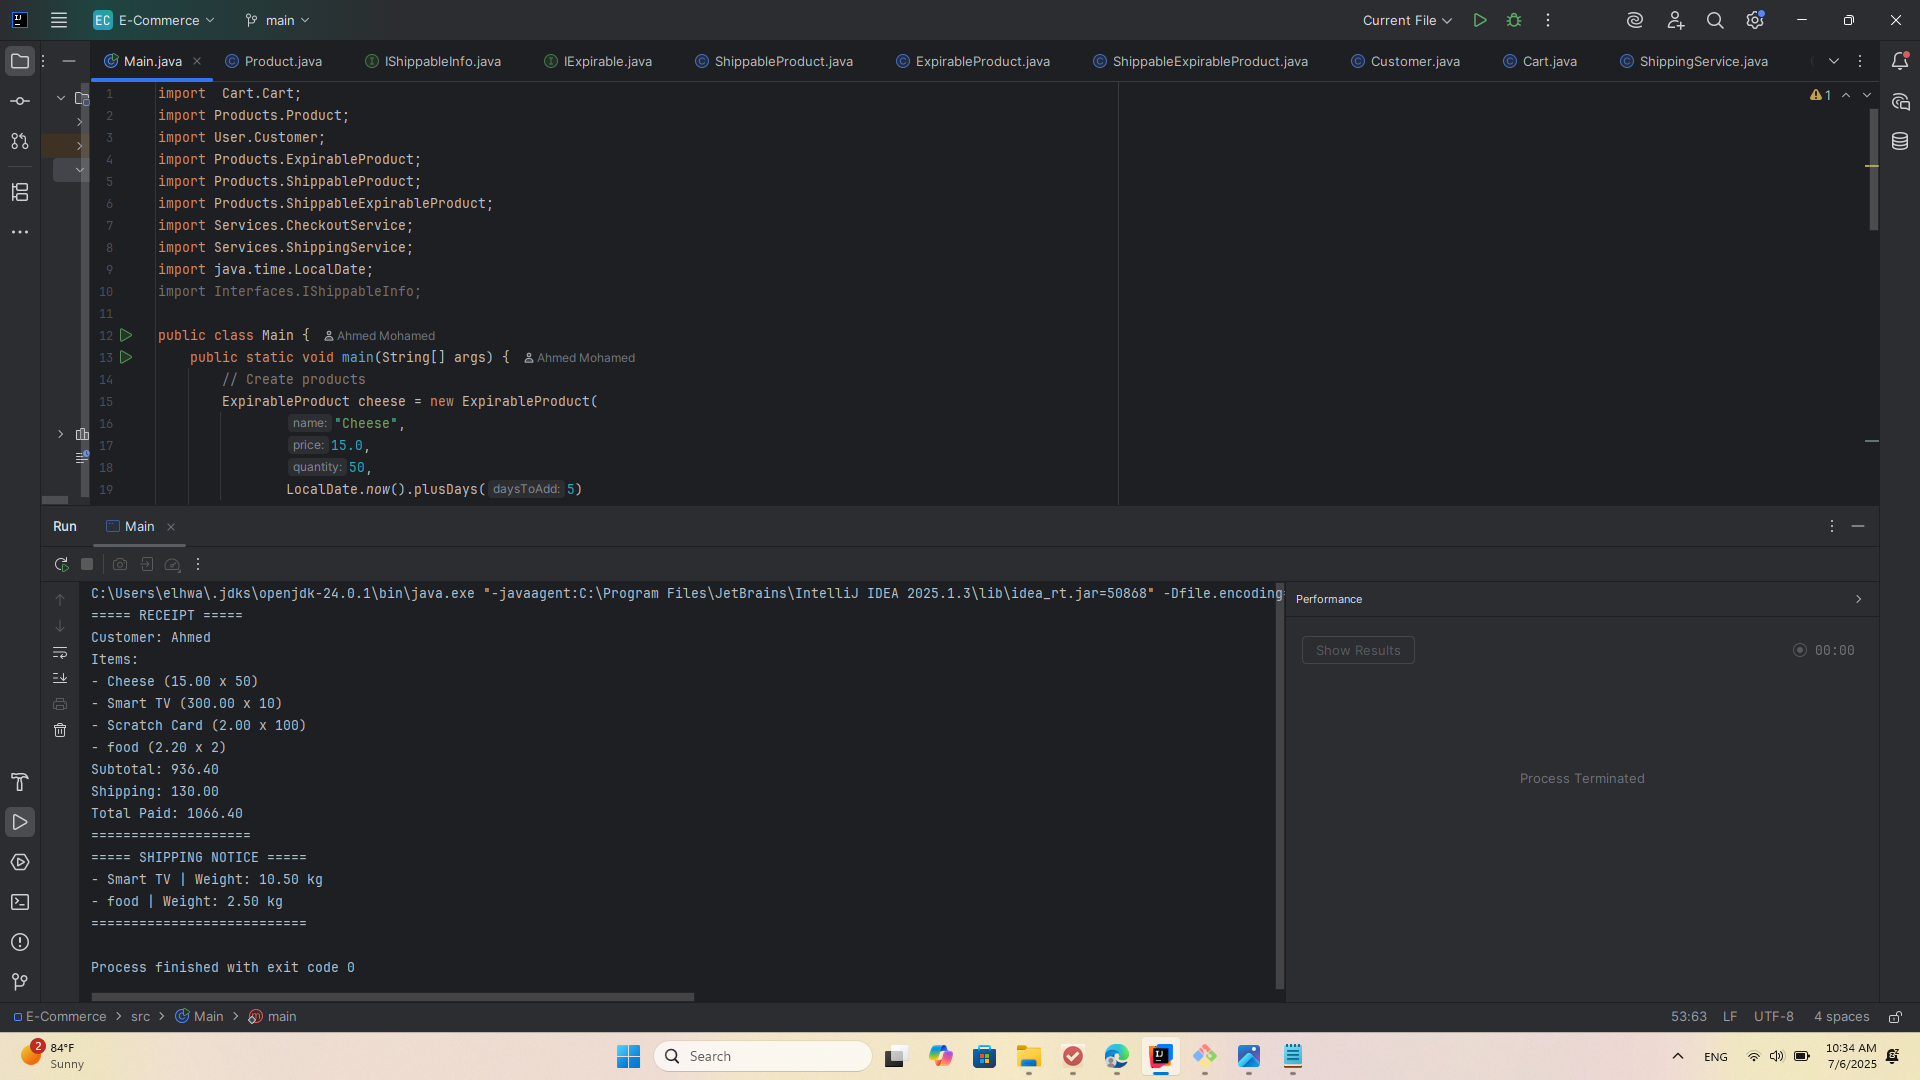 EC E-Commerce main Current File
Main.java Product.java IShippableInfo.java IExpirable.java ShippableProduct.java ExpirableProduct.java ShippableExpirableProduct.java Customer.java Cart.java ShippingService.java
1 import  Cart.Cart;
2 import Products.Product;
3 import User.Customer;
4 import Products.ExpirableProduct;
5 import Products.ShippableProduct;
6 import Products.ShippableExpirableProduct;
7 import Services.CheckoutService;
8 import Services.ShippingService;
9 import java.time.LocalDate;
10 import Interfaces.IShippableInfo;
11
12 public class Main { Ahmed Mohamed
13 public static void main(String[] args) { Ahmed Mohamed
14 // Create products
15 ExpirableProduct cheese = new ExpirableProduct(
16 name: "Cheese",
17 price: 15.0,
18 quantity: 50,
19 LocalDate.now().plusDays( daysToAdd: 5)
1
Run Main
C:\Users\elhwa\.jdks\openjdk-24.0.1\bin\java.exe "-javaagent:C:\Program Files\JetBrains\IntelliJ IDEA 2025.1.3\lib\idea_rt.jar=50868" -Dfile.encoding=
===== RECEIPT =====
Customer: Ahmed
Items:
- Cheese (15.00 x 50)
- Smart TV (300.00 x 10)
- Scratch Card (2.00 x 100)
- food (2.20 x 2)
Subtotal: 936.40
Shipping: 130.00
Total Paid: 1066.40
====================
===== SHIPPING NOTICE =====
- Smart TV | Weight: 10.50 kg
- food | Weight: 2.50 kg
===========================
Process finished with exit code 0
Performance
Show Results 00:00
Process Terminated
E-Commerce src Main main 53:63 LF UTF-8 4 spaces
2 84°F
Sunny
Search
ENG
10:34 AM
7/6/2025